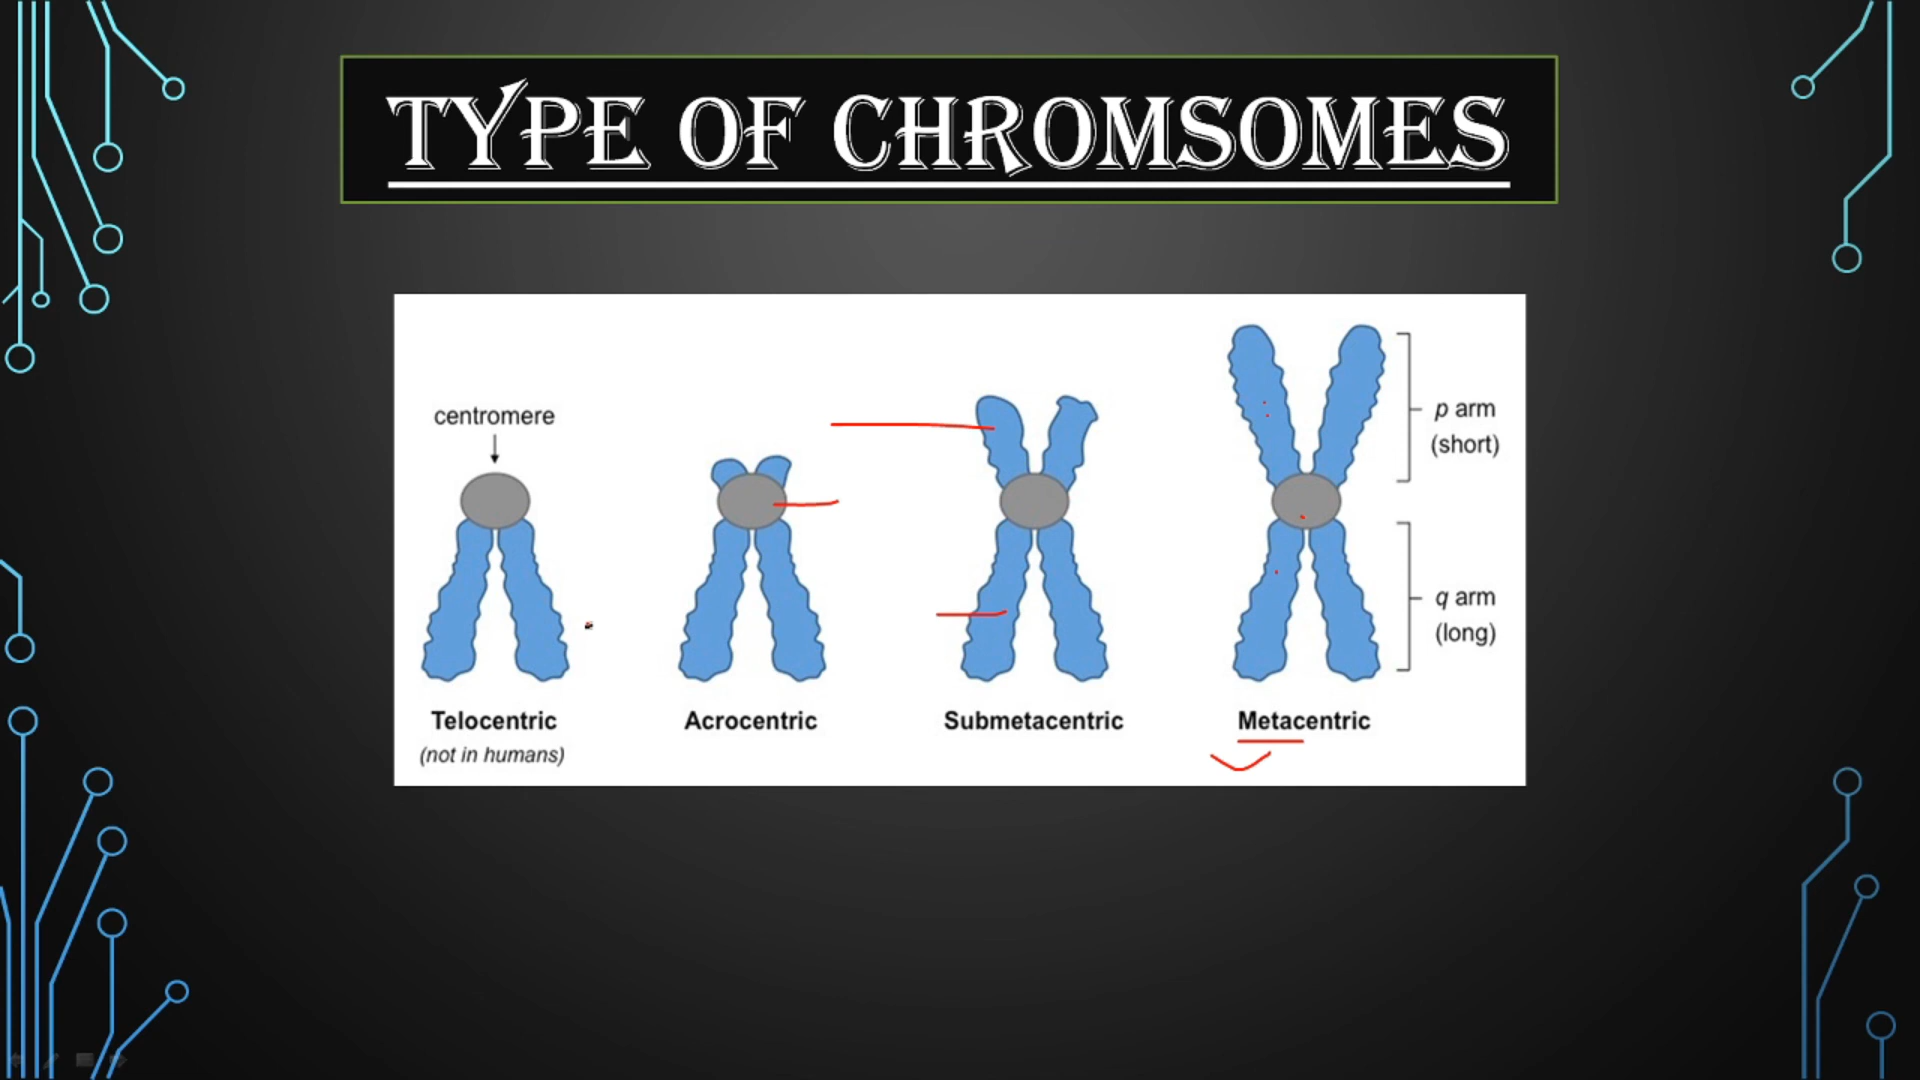 TYPE OF CHROMSOMES
centromere
p arm
(short)
q arm
(long)
Telocentric
(not in humans)
Acrocentric
Submetacentric
Metacentric